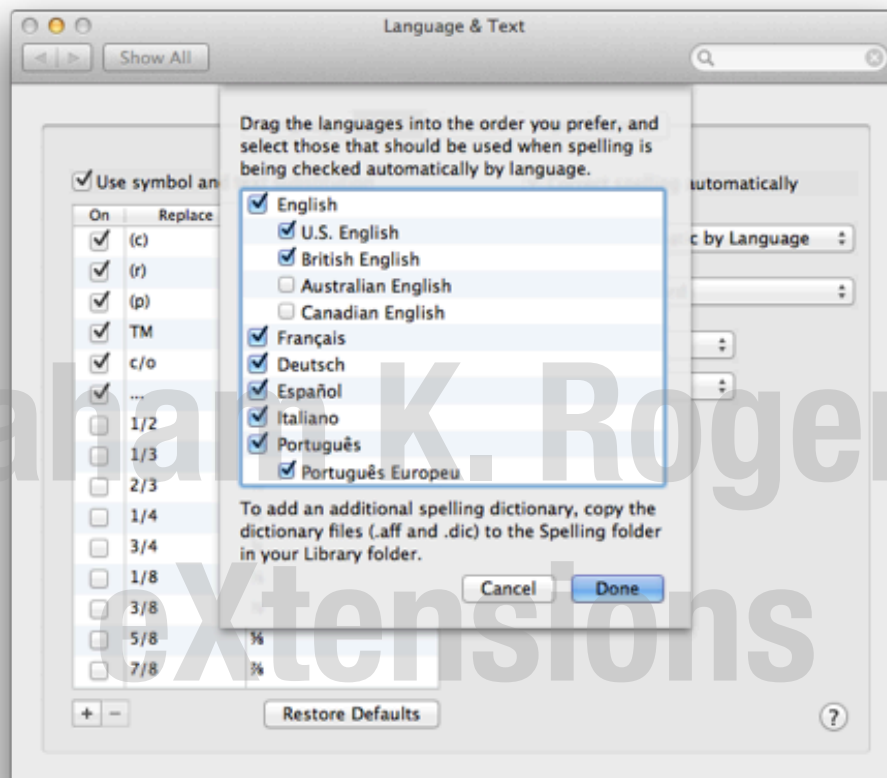 Language & Text
Show All
Drag the languages into the order you prefer, and
select those that should be used when spelling is
being checked automatically by language.
Use symbol and
automatically
On Replace
c by Language
English
U.S. English
British English
Australian English
Canadian English
Français
Deutsch
Español
Italiano
Português
Português Europeu
(c)
(r)
(p)
TM
c/o
...
1/2
1/3
2/3
1/4
3/4
1/8
3/8
5/8 ⅝
7/8 ⅞
To add an additional spelling dictionary, copy the
dictionary files (.aff and .dic) to the Spelling folder
in your Library folder.
Cancel Done
+ - Restore Defaults ?
aham K. Roger
eXtensions